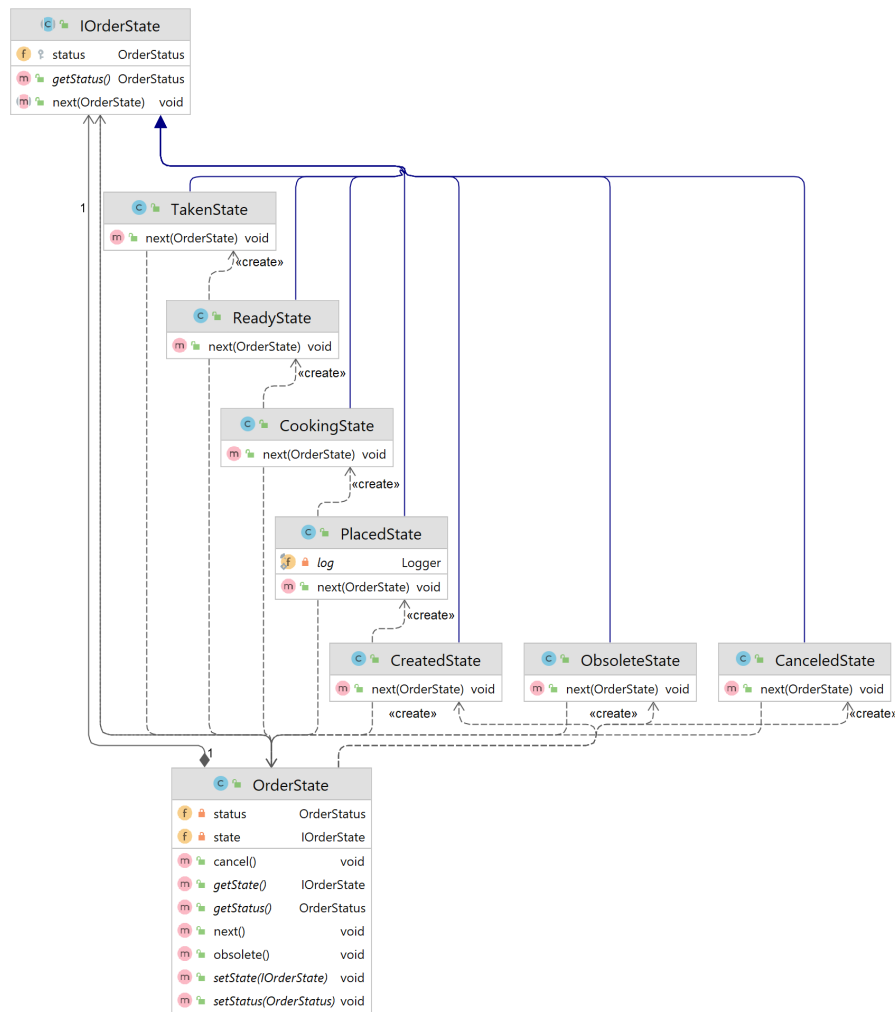 IOrderState
status OrderStatus
getStatus() OrderStatus
next(OrderState) void
1
TakenState
next(OrderState) void
«create»
ReadyState
next(OrderState) void
«create»
CookingState
next(OrderState) void
«create»
PlacedState
log Logger
next(OrderState) void
«create»
CreatedState
next(OrderState) void
ObsoleteState
next(OrderState) void
CanceledState
next(OrderState) void
«create»
«create»
«create»
1
OrderState
status OrderStatus
state IOrderState
cancel() void
getState() IOrderState
getStatus() OrderStatus
next() void
obsolete() void
setState(IOrderState) void
setStatus(OrderStatus) void